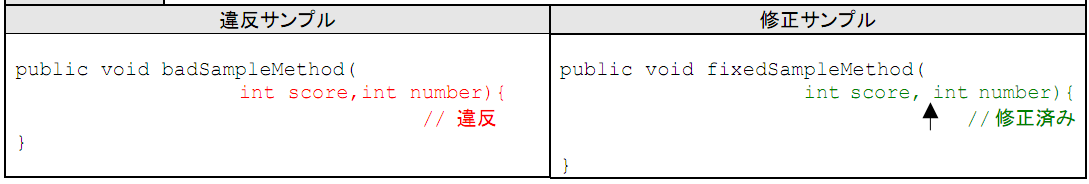 違反サンプル
public void badSampleMethod(
int score,int number){
// 違反
}
修正サンプル
public void fixedSampleMethod(
int score, int number){
//修正済み
}